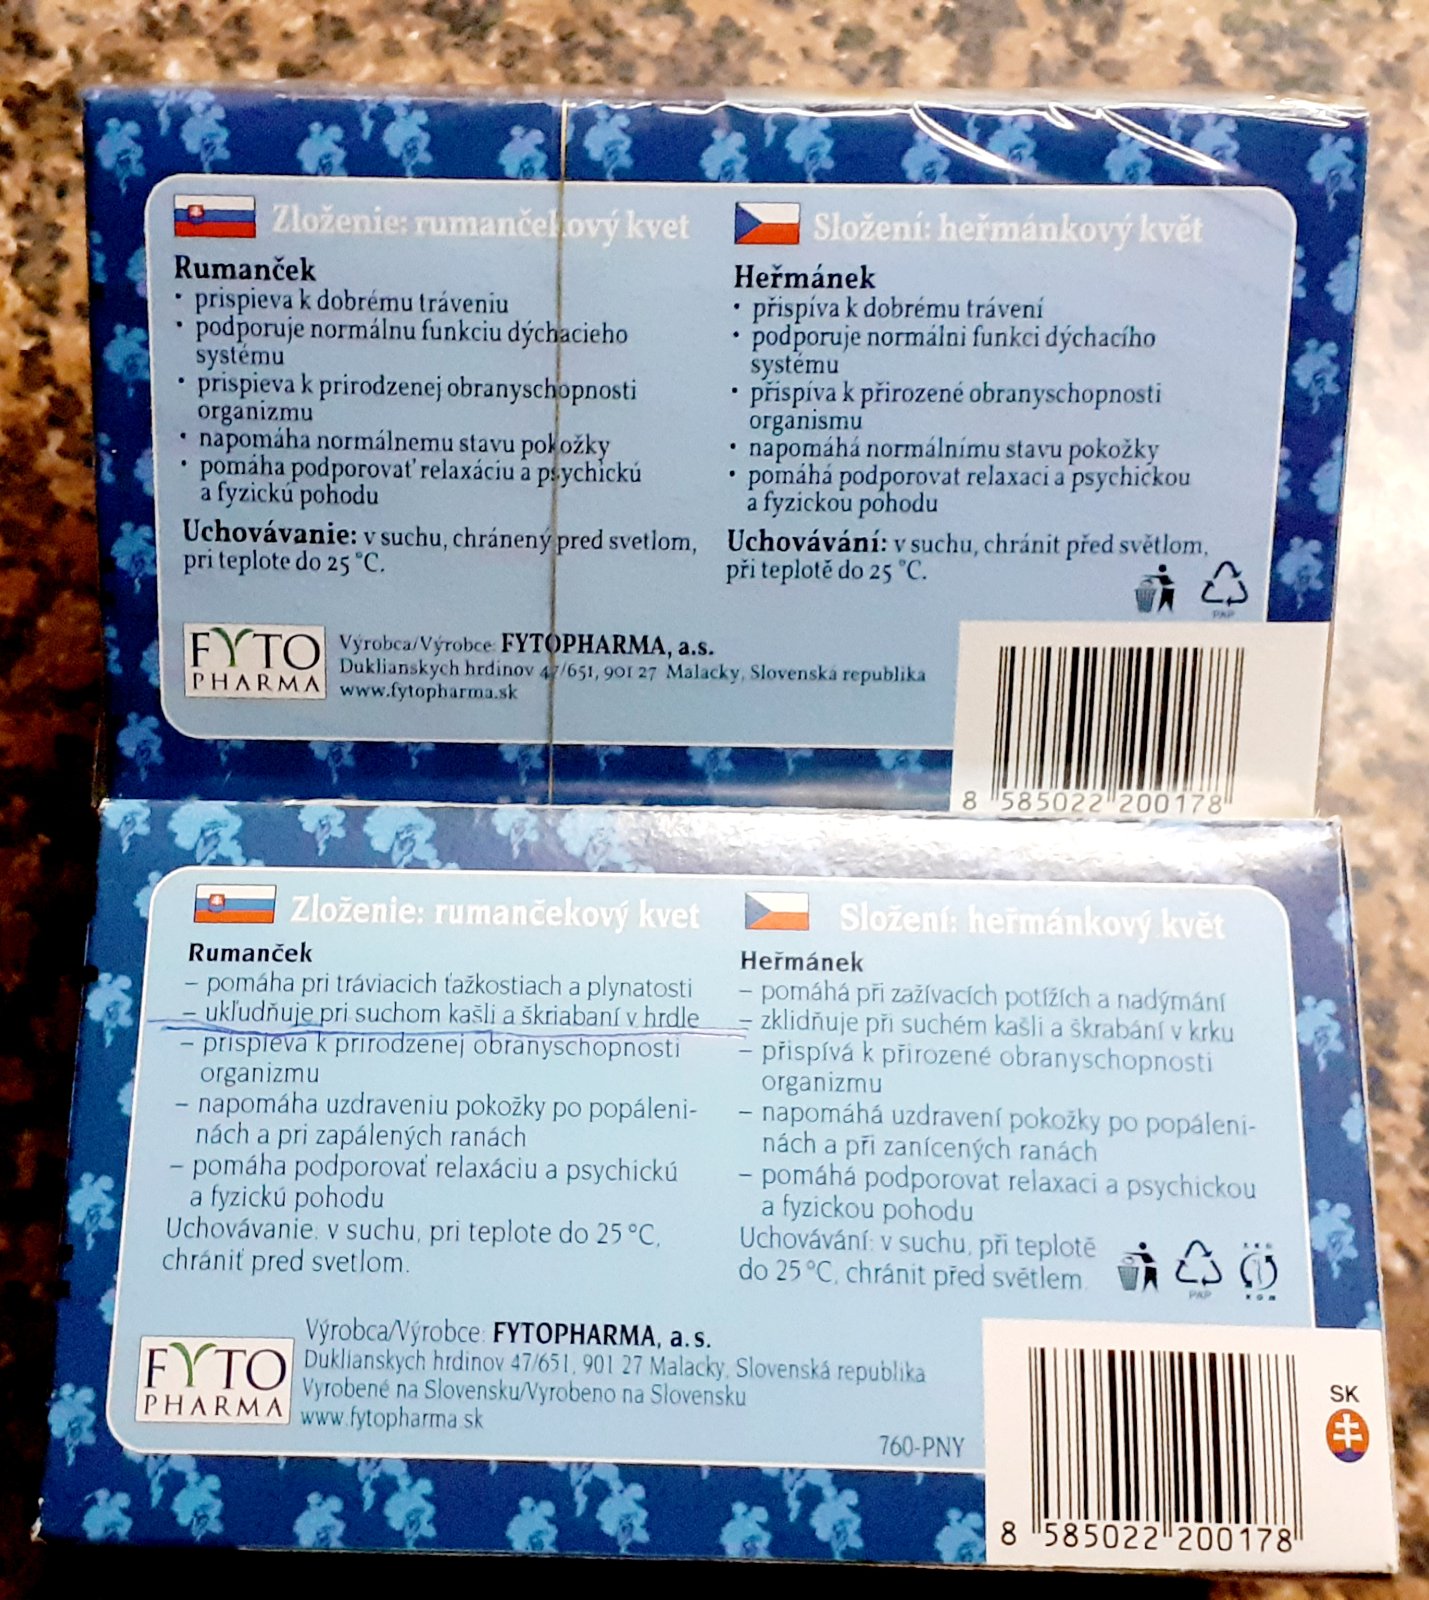 Zloženie: rumančekový kvet
Rumanček
• prispieva k dobrému tráveniu
• podporuje normálnu funkciu dýchacieho
systému
• prispieva k prirodzenej obranyschopnosti
organizmu
• napomáha normálnemu stavu pokožky
• pomáha podporovať relaxáciu a psychickú
a fyzickú pohodu
Uchovávanie: v suchu, chránený pred svetlom,
pri teplote do 25 °C.
Složení: heřmánkový květ
Heřmánek
• přispíva k dobrému trávení
• podporuje normálni funkci dýchacího
systému
• přispíva k přirozené obranyschopnosti
organismu
• napomáhá normálnímu stavu pokožky
• pomáhá podporovat relaxaci a psychickou
a fyzickou pohodu
Uchovávání: v suchu, chránit před světlom,
při teplotě do 25 °C.
PAP
FYTO
PHARMA
Výrobca/Výrobce: FYTOPHARMA, a.s.
Duklianskych hrdinov 47/651, 901 27 Malacky, Slovenská republika
www.fytopharma.sk
8 585022 200178
Zloženie: rumančekový kvet
Rumanček
– pomáha pri tráviacich ťažkostiach a plynatosti
– ukľudňuje pri suchom kašli a škriabaní v hrdle
– prispieva k prirodzenej obranyschopnosti
organizmu
– napomáha uzdraveniu pokožky po popáleni-
nách a pri zapálených ranách
– pomáha podporovať relaxáciu a psychickú
a fyzickú pohodu
Uchovávanie: v suchu, pri teplote do 25 °C,
chrániť pred svetlom.
Složení: heřmánkový květ
Heřmánek
– pomáhá při zažívacích potížích a nadýmání
– zklidňuje při suchém kašli a škrabání v krku
– přispívá k přirozené obranyschopnosti
organizmu
– napomáhá uzdravení pokožky po popáleni-
nách a při zanícených ranách
– pomáhá podporovat relaxaci a psychickou
a fyzickou pohodu
Uchovávání: v suchu, při teplotě
do 25 °C, chránit před světlem.
PAP
FYTO
PHARMA
Výrobca/Výrobce: FYTOPHARMA, a. s.
Duklianskych hrdinov 47/651, 901 27 Malacky, Slovenská republika
Vyrobené na Slovensku/Vyrobeno na Slovensku
www.fytopharma.sk
760-PNY
8 585022 200178
SK